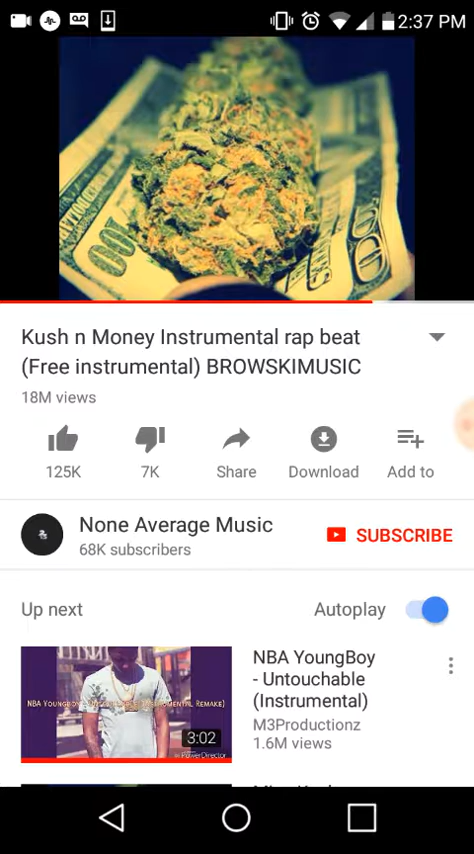 2:37 PM
100
Kush n Money Instrumental rap beat
(Free instrumental) BROWSKIMUSIC
18M views
125K
7K
Share
Download
Add to
None Average Music
68K subscribers
SUBSCRIBE
Up next
Autoplay
NBA YoungBoy
- Untouchable
(Instrumental)
M3Productionz
1.6M views
3:02
PowerDirector